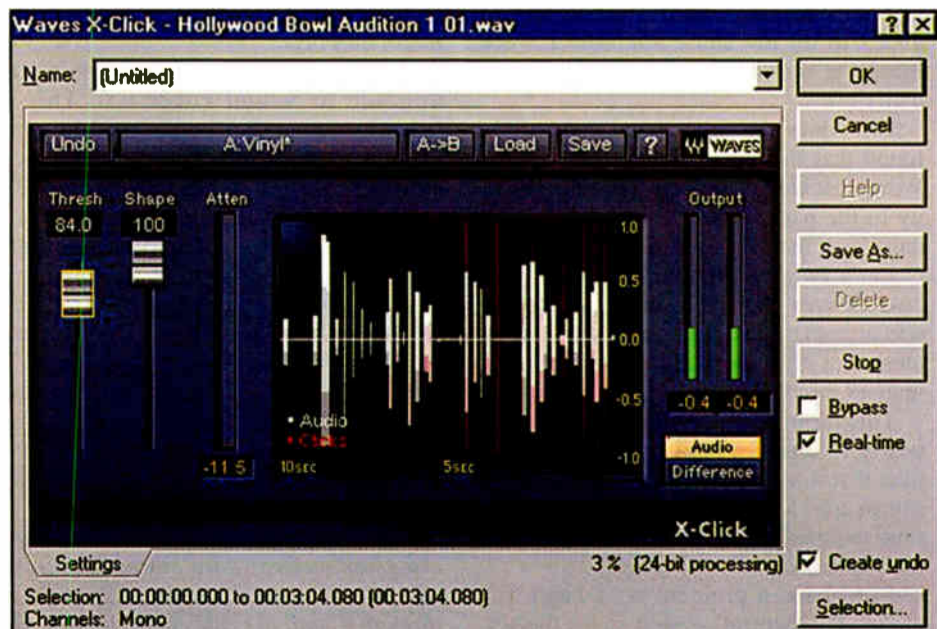 Waves X-Click - Hollywood Bowl Audition 1 01.wav
Name: (Untitled)
OK
Cancel
Help
Save As...
Delete
Stop
Bypass
Real-time
Create undo
Selection...
Undo A:Vinyl* A->B Load Save ? WAVES
Thresh Shape Atten Output
84.0 100
1.0
0.5
0.0
-0.5
-1.0
Audio
Clicks
10sec 5sec
-11.5
-0.4 -0.4
Audio
Difference
X-Click
Settings
3 % (24-bit processing)
Selection: 00:00:00.000 to 00:03:04.080 (00:03:04.080)
Channels: Mono